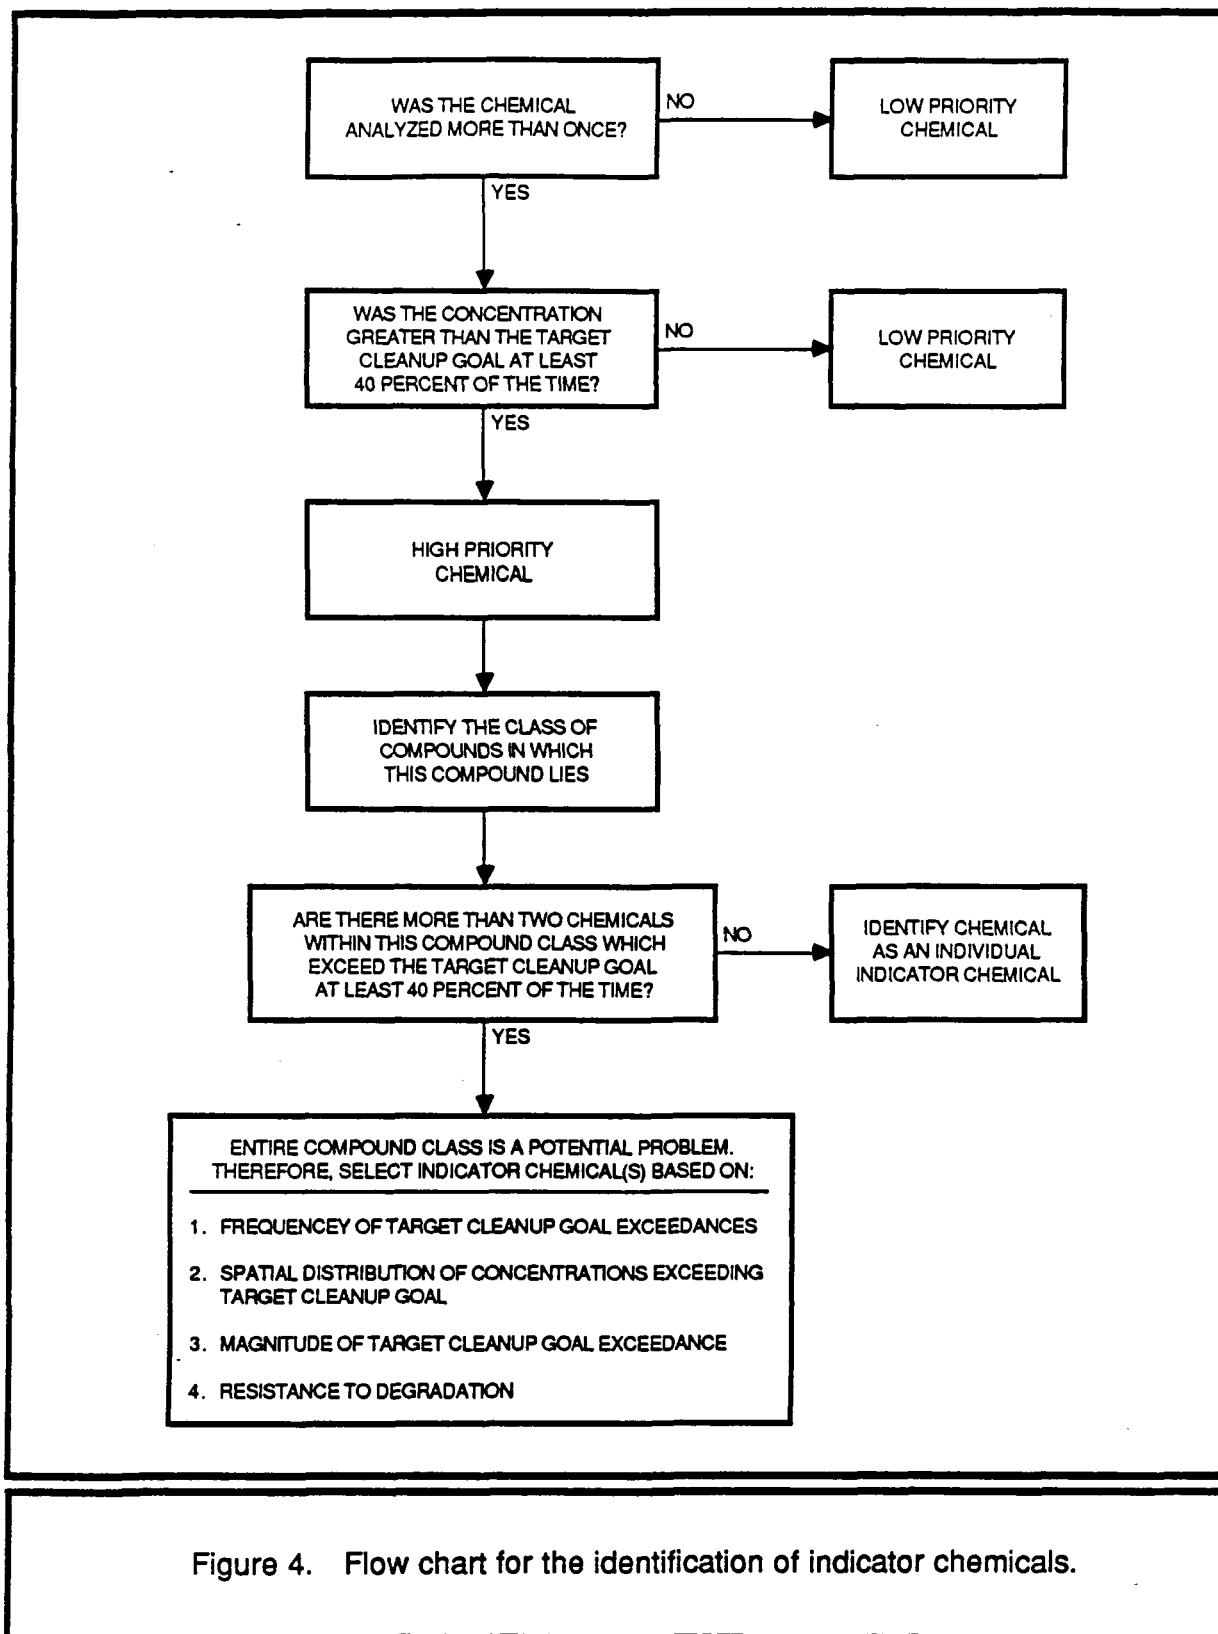 WAS THE CHEMICAL
ANALYZED MORE THAN ONCE?
NO
LOW PRIORITY
CHEMICAL
YES
WAS THE CONCENTRATION
GREATER THAN THE TARGET
CLEANUP GOAL AT LEAST
40 PERCENT OF THE TIME?
NO
LOW PRIORITY
CHEMICAL
YES
HIGH PRIORITY
CHEMICAL
IDENTIFY THE CLASS OF
COMPOUNDS IN WHICH
THIS COMPOUND LIES
ARE THERE MORE THAN TWO CHEMICALS
WITHIN THIS COMPOUND CLASS WHICH
EXCEED THE TARGET CLEANUP GOAL
AT LEAST 40 PERCENT OF THE TIME?
NO
IDENTIFY CHEMICAL
AS AN INDIVIDUAL
INDICATOR CHEMICAL
YES
ENTIRE COMPOUND CLASS IS A POTENTIAL PROBLEM.
THEREFORE, SELECT INDICATOR CHEMICAL(S) BASED ON:
1. FREQUENCEY OF TARGET CLEANUP GOAL EXCEEDANCES
2. SPATIAL DISTRIBUTION OF CONCENTRATIONS EXCEEDING
TARGET CLEANUP GOAL
3. MAGNITUDE OF TARGET CLEANUP GOAL EXCEEDANCE
4. RESISTANCE TO DEGRADATION
Figure 4. Flow chart for the identification of indicator chemicals.